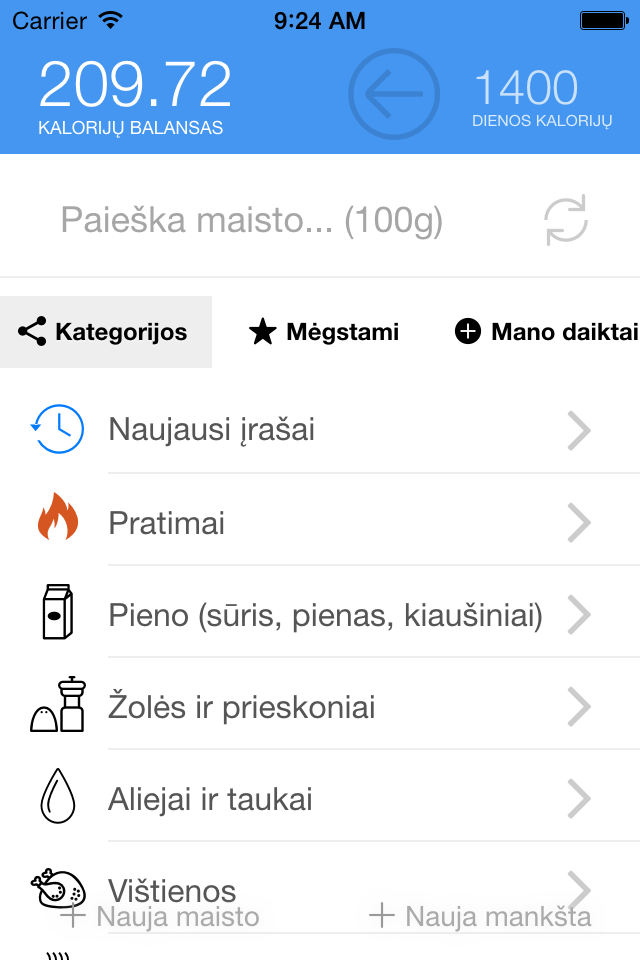 Carrier 9:24 AM
209.72
KALORIJŲ BALANSAS
1400
DIENOS KALORIJŲ
Paieška maisto... (100g)
Kategorijos Mėgstami Mano daiktai
Naujausi įrašai
Pratimai
Pieno (sūris, pienas, kiaušiniai)
Žolės ir prieskoniai
Aliejai ir taukai
Vištienos
Nauja maisto Nauja mankšta